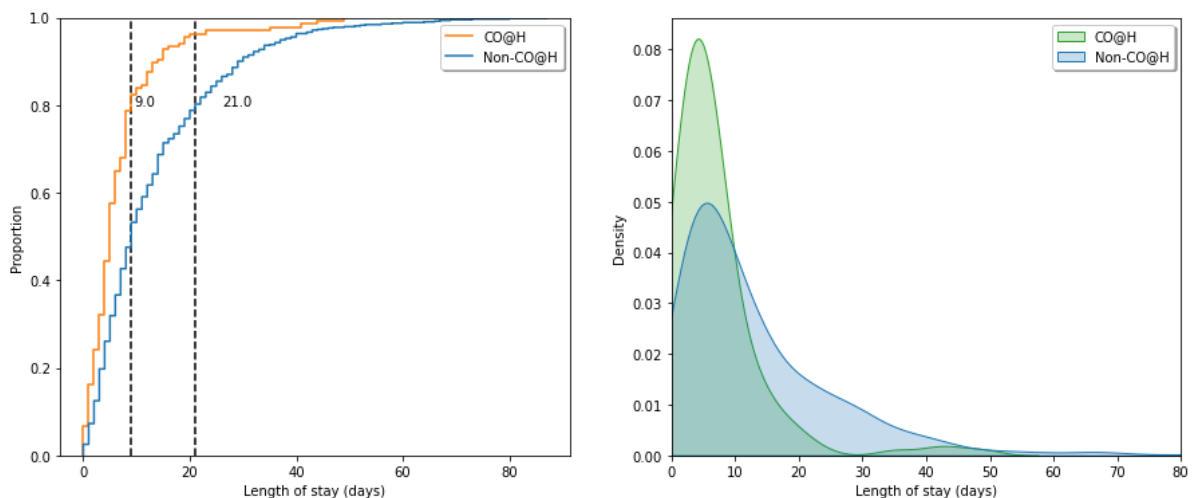 1.0
0.8
0.6
0.4
0.2
0.0
Proportion
0 20 40 60 80
Length of stay (days)
CO@H
Non-CO@H
9.0 21.0
0.08
0.07
0.06
0.05
0.04
0.03
0.02
0.01
0.00
Density
0 10 20 30 40 50 60 70 80
Length of stay (days)
CO@H
Non-CO@H